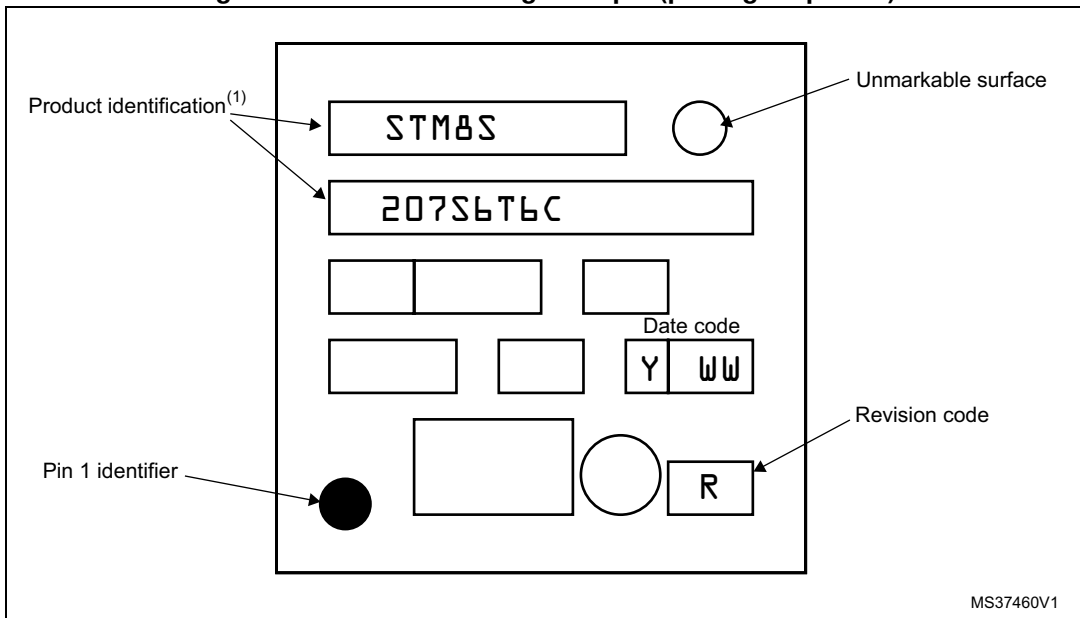 Product identification(1)
Unmarkable surface
STM8S
207S6T6C
Date code
Y WW
Revision code
Pin 1 identifier
R
MS37460V1